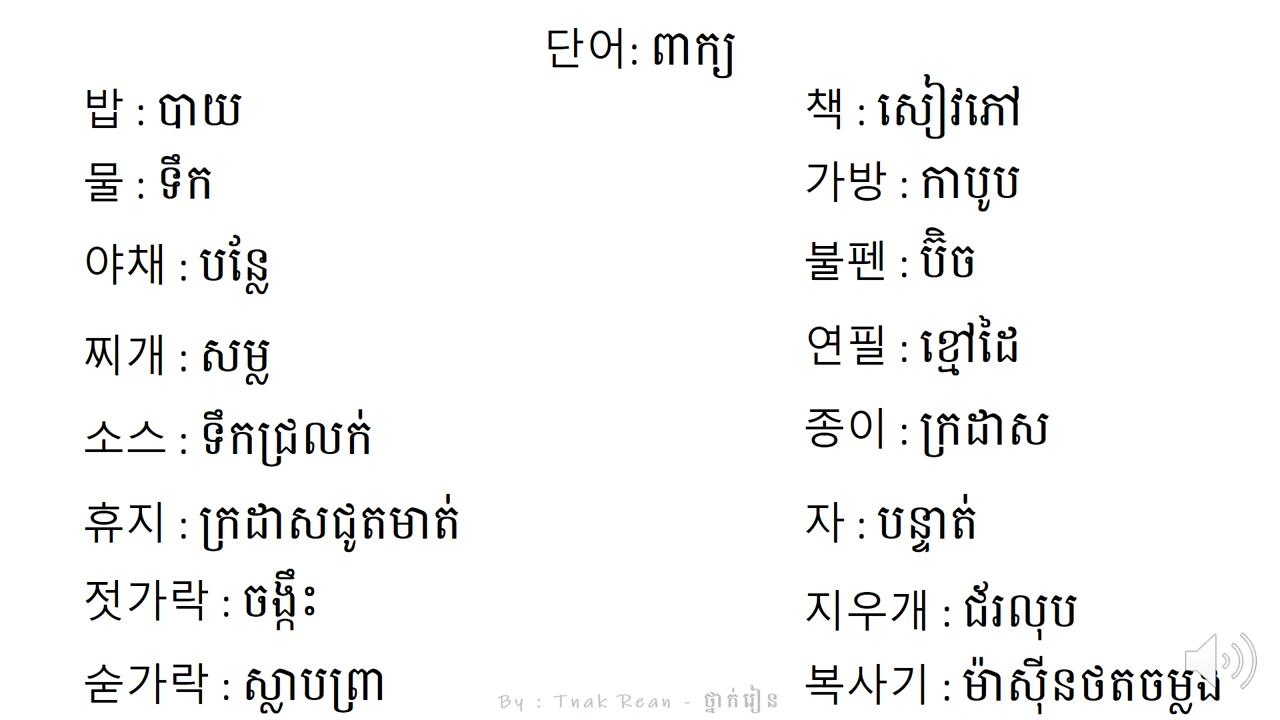 단어: ពាក្យ
밥 : បាយ
물 : ទឹក
야채 : បន្លែ
찌개 : សម្ល
소스 : ទឹកជ្រលក់
휴지 : ក្រដាសជូតមាត់
젓가락 : ចង្កឹះ
숟가락 : ស្លាបព្រា
책 : សៀវភៅ
가방 : កាបូប
불펜 : ប៊ិច
연필 : ខ្មៅដៃ
종이 : ក្រដាស
자 : បន្ទាត់
지우개 : ជ័រលុប
복사기 : ម៉ាស៊ីនថតចម្លង
By : Tnak Rean - ថ្នាក់រៀន